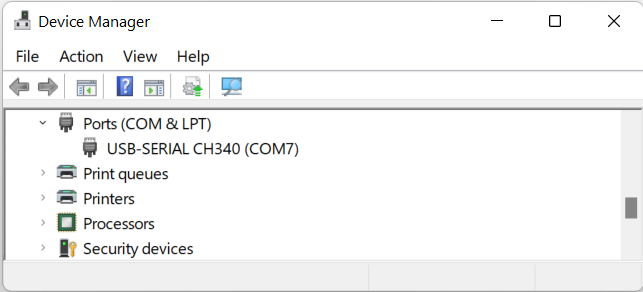 Device Manager
File Action View Help
Ports (COM & LPT)
USB-SERIAL CH340 (COM7)
Print queues
Printers
Processors
Security devices